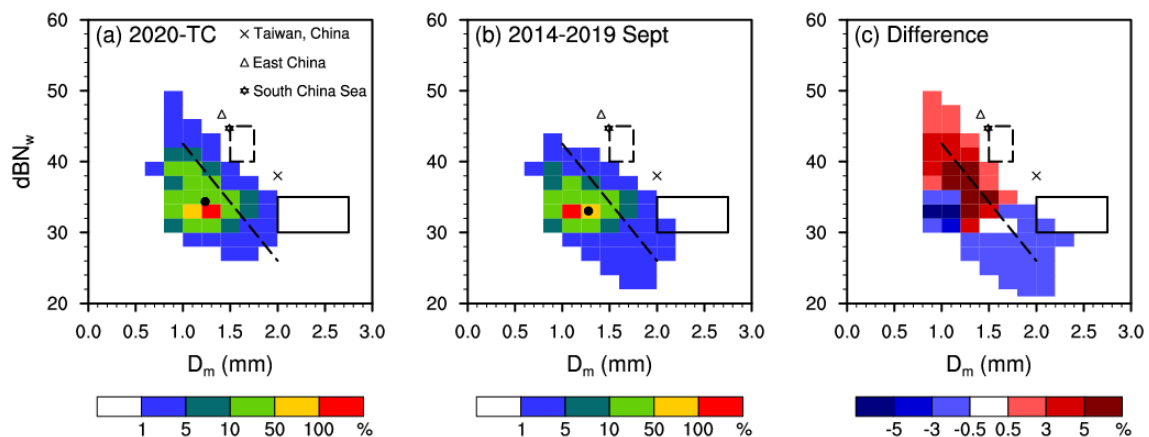 (a) 2020-TC
× Taiwan, China
△ East China
✡ South China Sea
(b) 2014-2019 Sept
(c) Difference
60
50
40
30
20
dBNw
0.0 0.5 1.0 1.5 2.0 2.5 3.0
Dm (mm)
1 5 10 50 100 %
60
50
40
30
20
0.0 0.5 1.0 1.5 2.0 2.5 3.0
Dm (mm)
1 5 10 50 100 %
60
50
40
30
20
0.0 0.5 1.0 1.5 2.0 2.5 3.0
Dm (mm)
-5 -3 -0.5 0.5 3 5 %